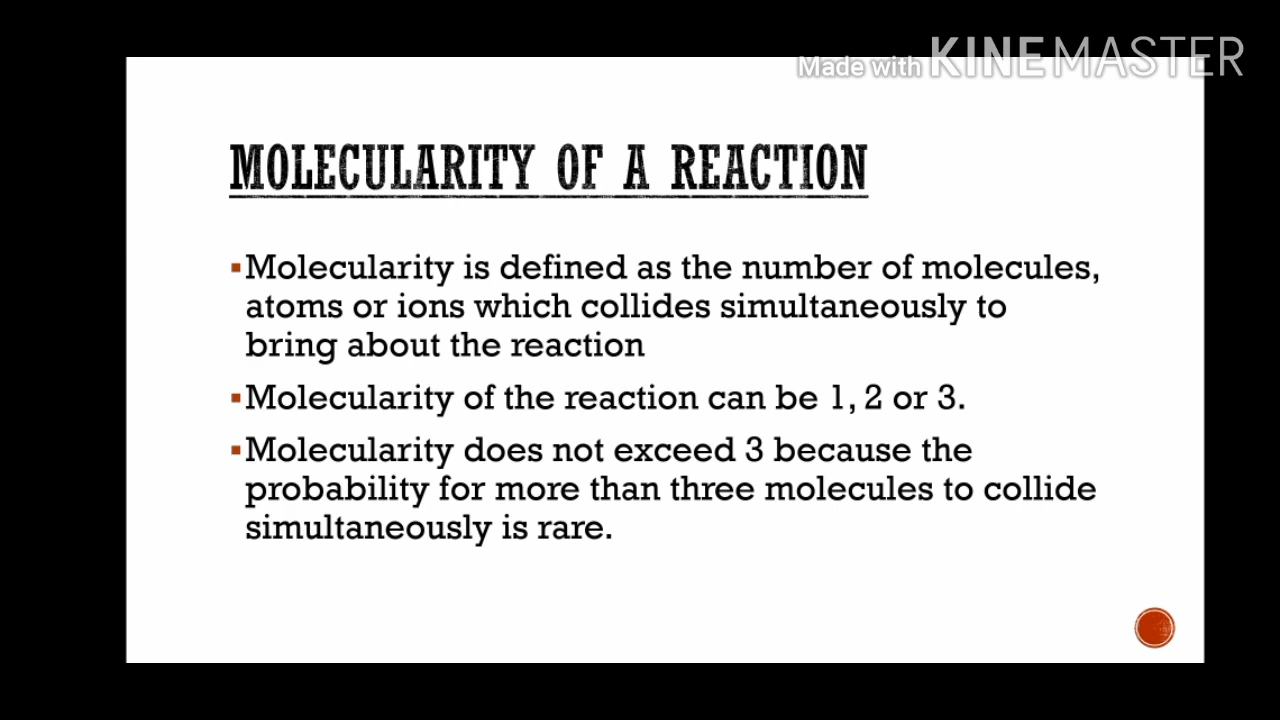 Made with KINEMASTER
MOLECULARITY OF A REACTION
▪Molecularity is defined as the number of molecules,
atoms or ions which collides simultaneously to
bring about the reaction
▪Molecularity of the reaction can be 1, 2 or 3.
▪Molecularity does not exceed 3 because the
probability for more than three molecules to collide
simultaneously is rare.